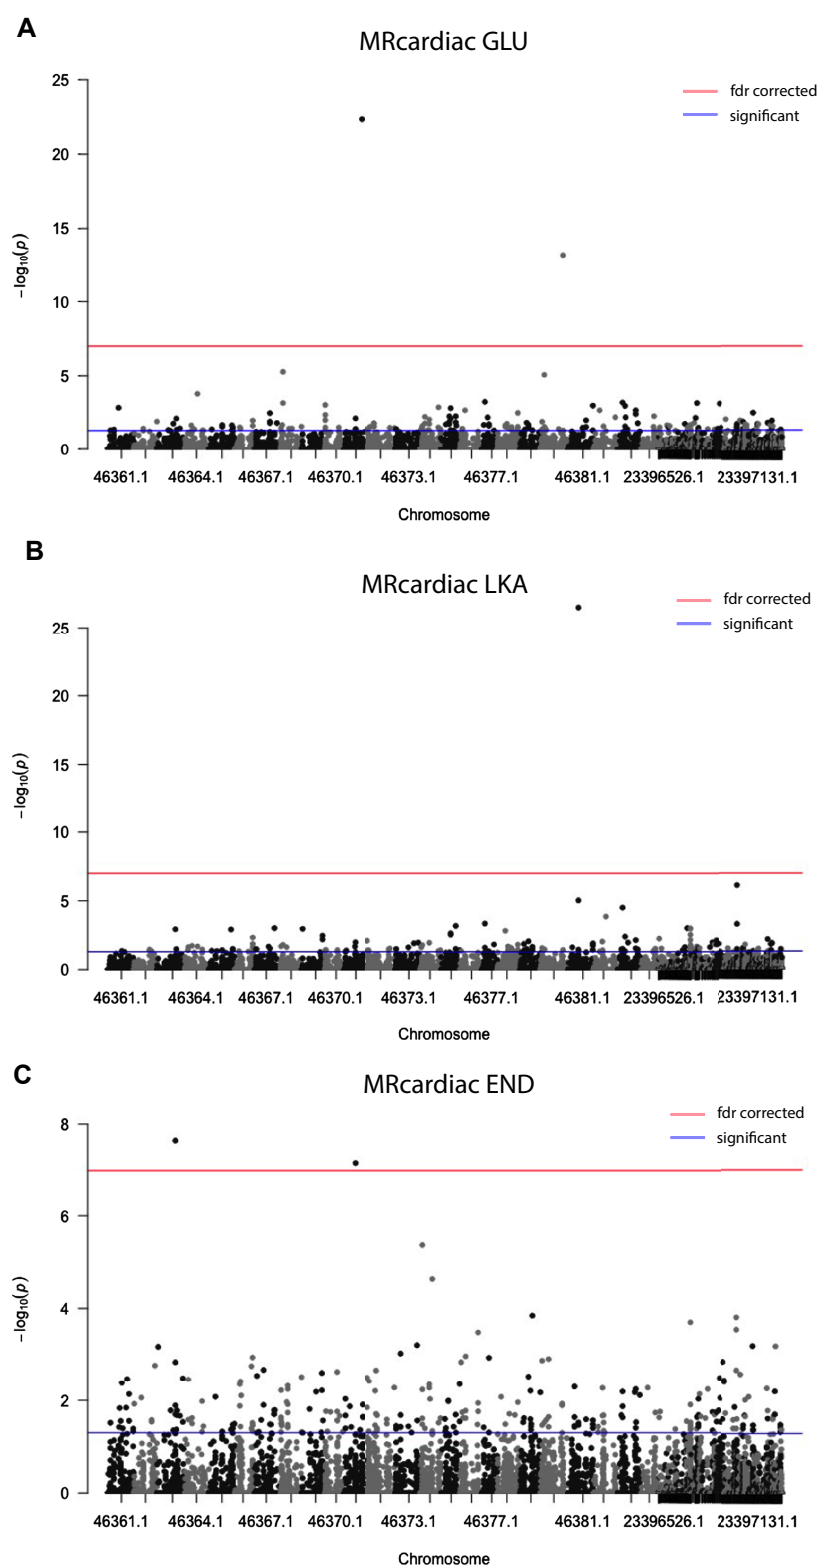 A
MRcardiac GLU
fdr corrected
significant
25
20
15
10
5
0
−log10(p)
46361.1 46364.1 46367.1 46370.1 46373.1 46377.1 46381.1 23396526.1 23397131.1
Chromosome
B
MRcardiac LKA
fdr corrected
significant
25
20
15
10
5
0
−log10(p)
46361.1 46364.1 46367.1 46370.1 46373.1 46377.1 46381.1 23396526.1 23397131.1
Chromosome
C
MRcardiac END
fdr corrected
significant
8
6
4
2
0
−log10(p)
46361.1 46364.1 46367.1 46370.1 46373.1 46377.1 46381.1 23396526.1 23397131.1
Chromosome